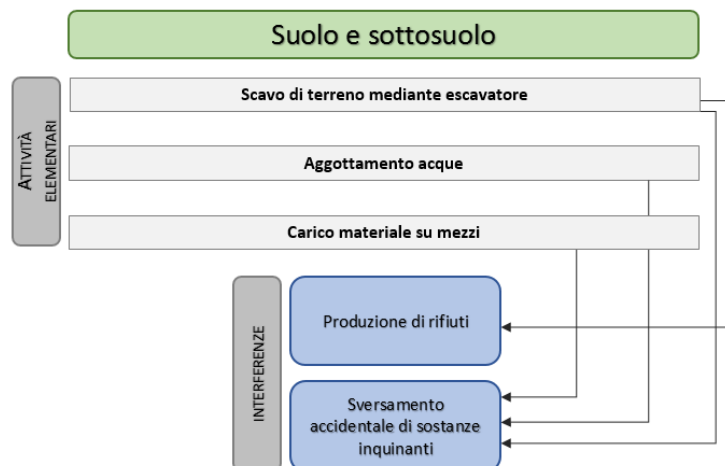 Suolo e sottosuolo
Scavo di terreno mediante escavatore
ATTIVITÀ
ELEMENTARI
Aggottamento acque
Carico materiale su mezzi
INTERFERENZE
Produzione di rifiuti
Sversamento
accidentale di sostanze
inquinanti